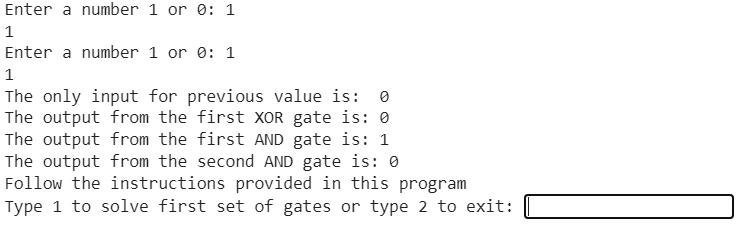 Enter a number 1 or 0: 1
1
Enter a number 1 or 0: 1
1
The only input for previous value is:  0
The output from the first XOR gate is: 0
The output from the first AND gate is: 1
The output from the second AND gate is: 0
Follow the instructions provided in this program
Type 1 to solve first set of gates or type 2 to exit: